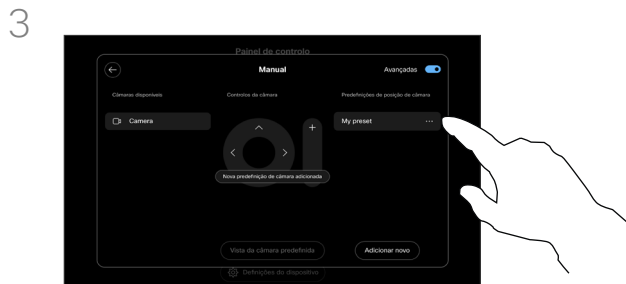 3
Painel de controlo
Manual
Avançadas
Câmaras disponíveis
Controlos da câmara
Predefinições de posição de câmara
Camera
My preset
Nova predefinição de câmara adicionada
Vista da câmara predefinida
Adicionar novo
Definições do dispositivo